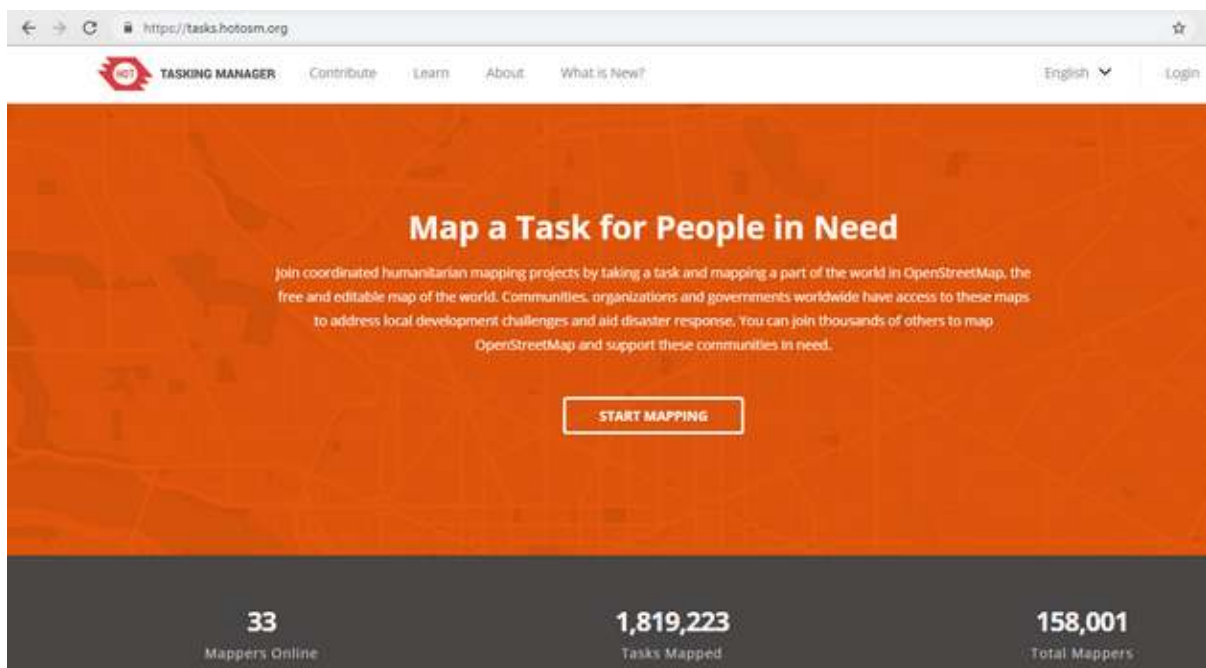 https://tasks.hotosm.org
HOT TASKING MANAGER Contribute Learn About What is New? English Login
Map a Task for People in Need
Join coordinated humanitarian mapping projects by taking a task and mapping a part of the world in OpenStreetMap, the
free and editable map of the world. Communities, organizations and governments worldwide have access to these maps
to address local development challenges and aid disaster response. You can join thousands of others to map
OpenStreetMap and support these communities in need.
START MAPPING
33 1,819,223 158,001
Mappers Online Tasks Mapped Total Mappers